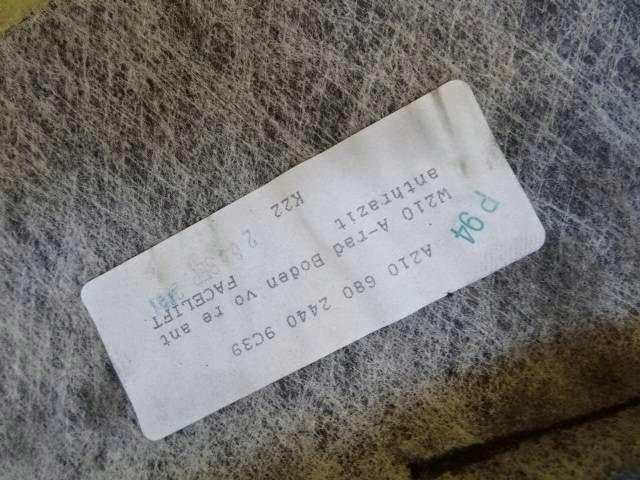 A210 680 2440 9C39
W210 A-rad Boden vo re ant
anthrazit FACELIFT
K22
P 94